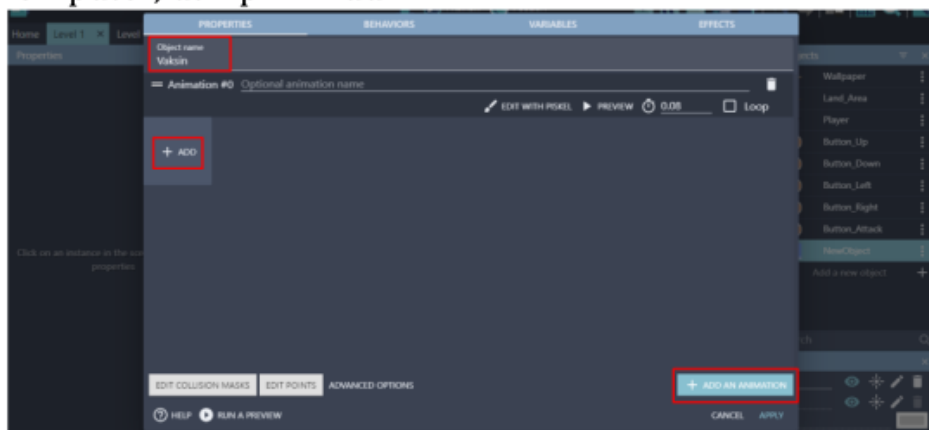 PROPERTIES BEHAVIORS VARIABLES EFFECTS
Home Level 1 × Level
Object name
Vaksin
Properties
Animation #0 Optional animation name
EDIT WITH PISKEL PREVIEW 0.08 Loop
+ ADD
Wallpaper
Land_Area
Player
Button_Up
Button_Down
Button_Left
Button_Right
Button_Attack
NewObject
Add a new object +
Click on an instance in the
properties
EDIT COLLISION MASKS EDIT POINTS ADVANCED OPTIONS + ADD AN ANIMATION
HELP RUN A PREVIEW CANCEL APPLY